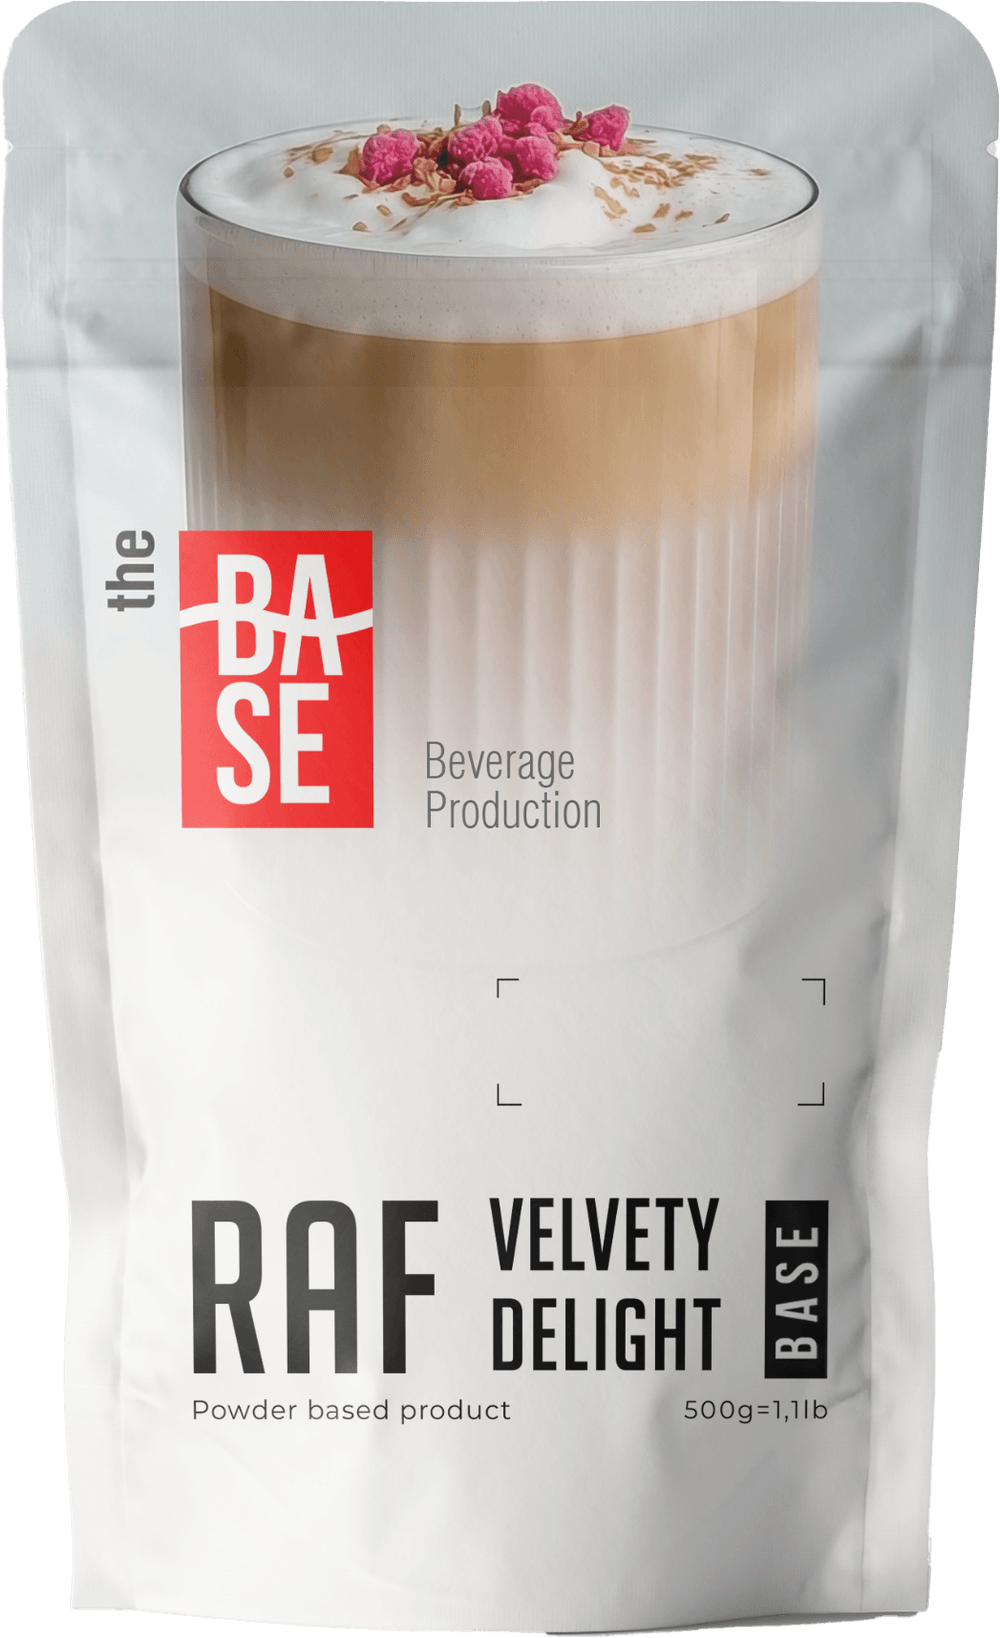 the
BA
SE
Beverage
Production
RAF
VELVETY
DELIGHT
BASE
Powder based product
500g=1,1lb